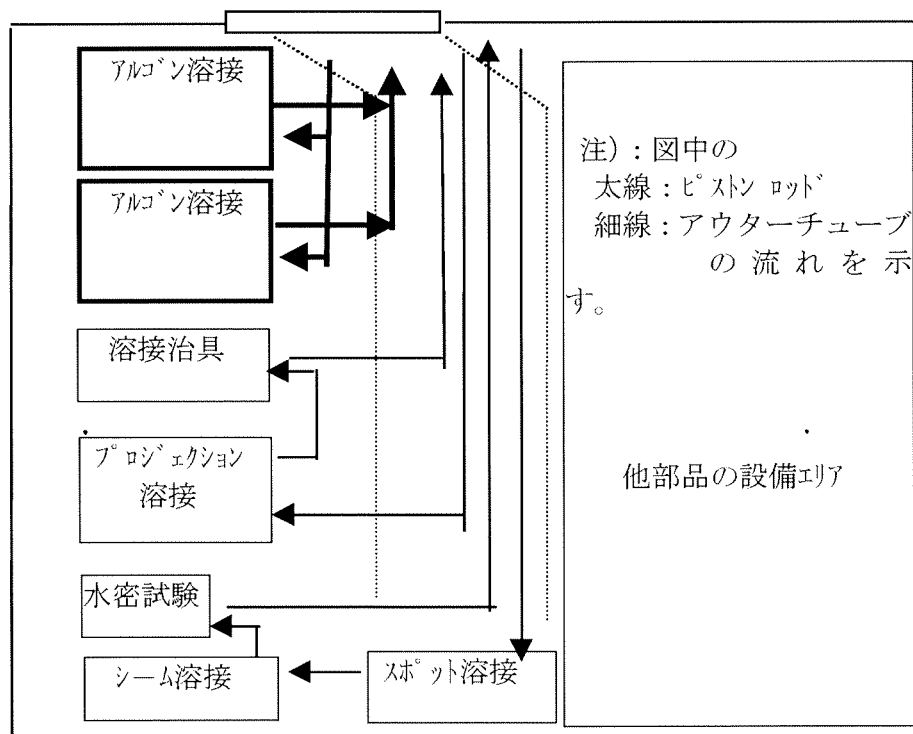 アルゴン溶接
アルゴン溶接
溶接治具
プロジェクション
溶接
水密試験
シーム溶接
スポット溶接
注）：図中の
太線：ピストン ロッド
細線：アウターチューブ
の流れを示
す。
他部品の設備エリア